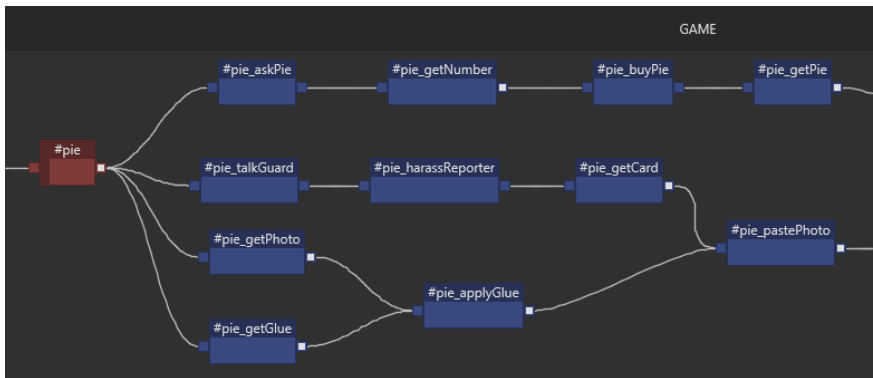 GAME
#pie_askPie
#pie_getNumber
#pie_buyPie
#pie_getPie
#pie
#pie_talkGuard
#pie_harassReporter
#pie_getCard
#pie_getPhoto
#pie_pastePhoto
#pie_applyGlue
#pie_getGlue